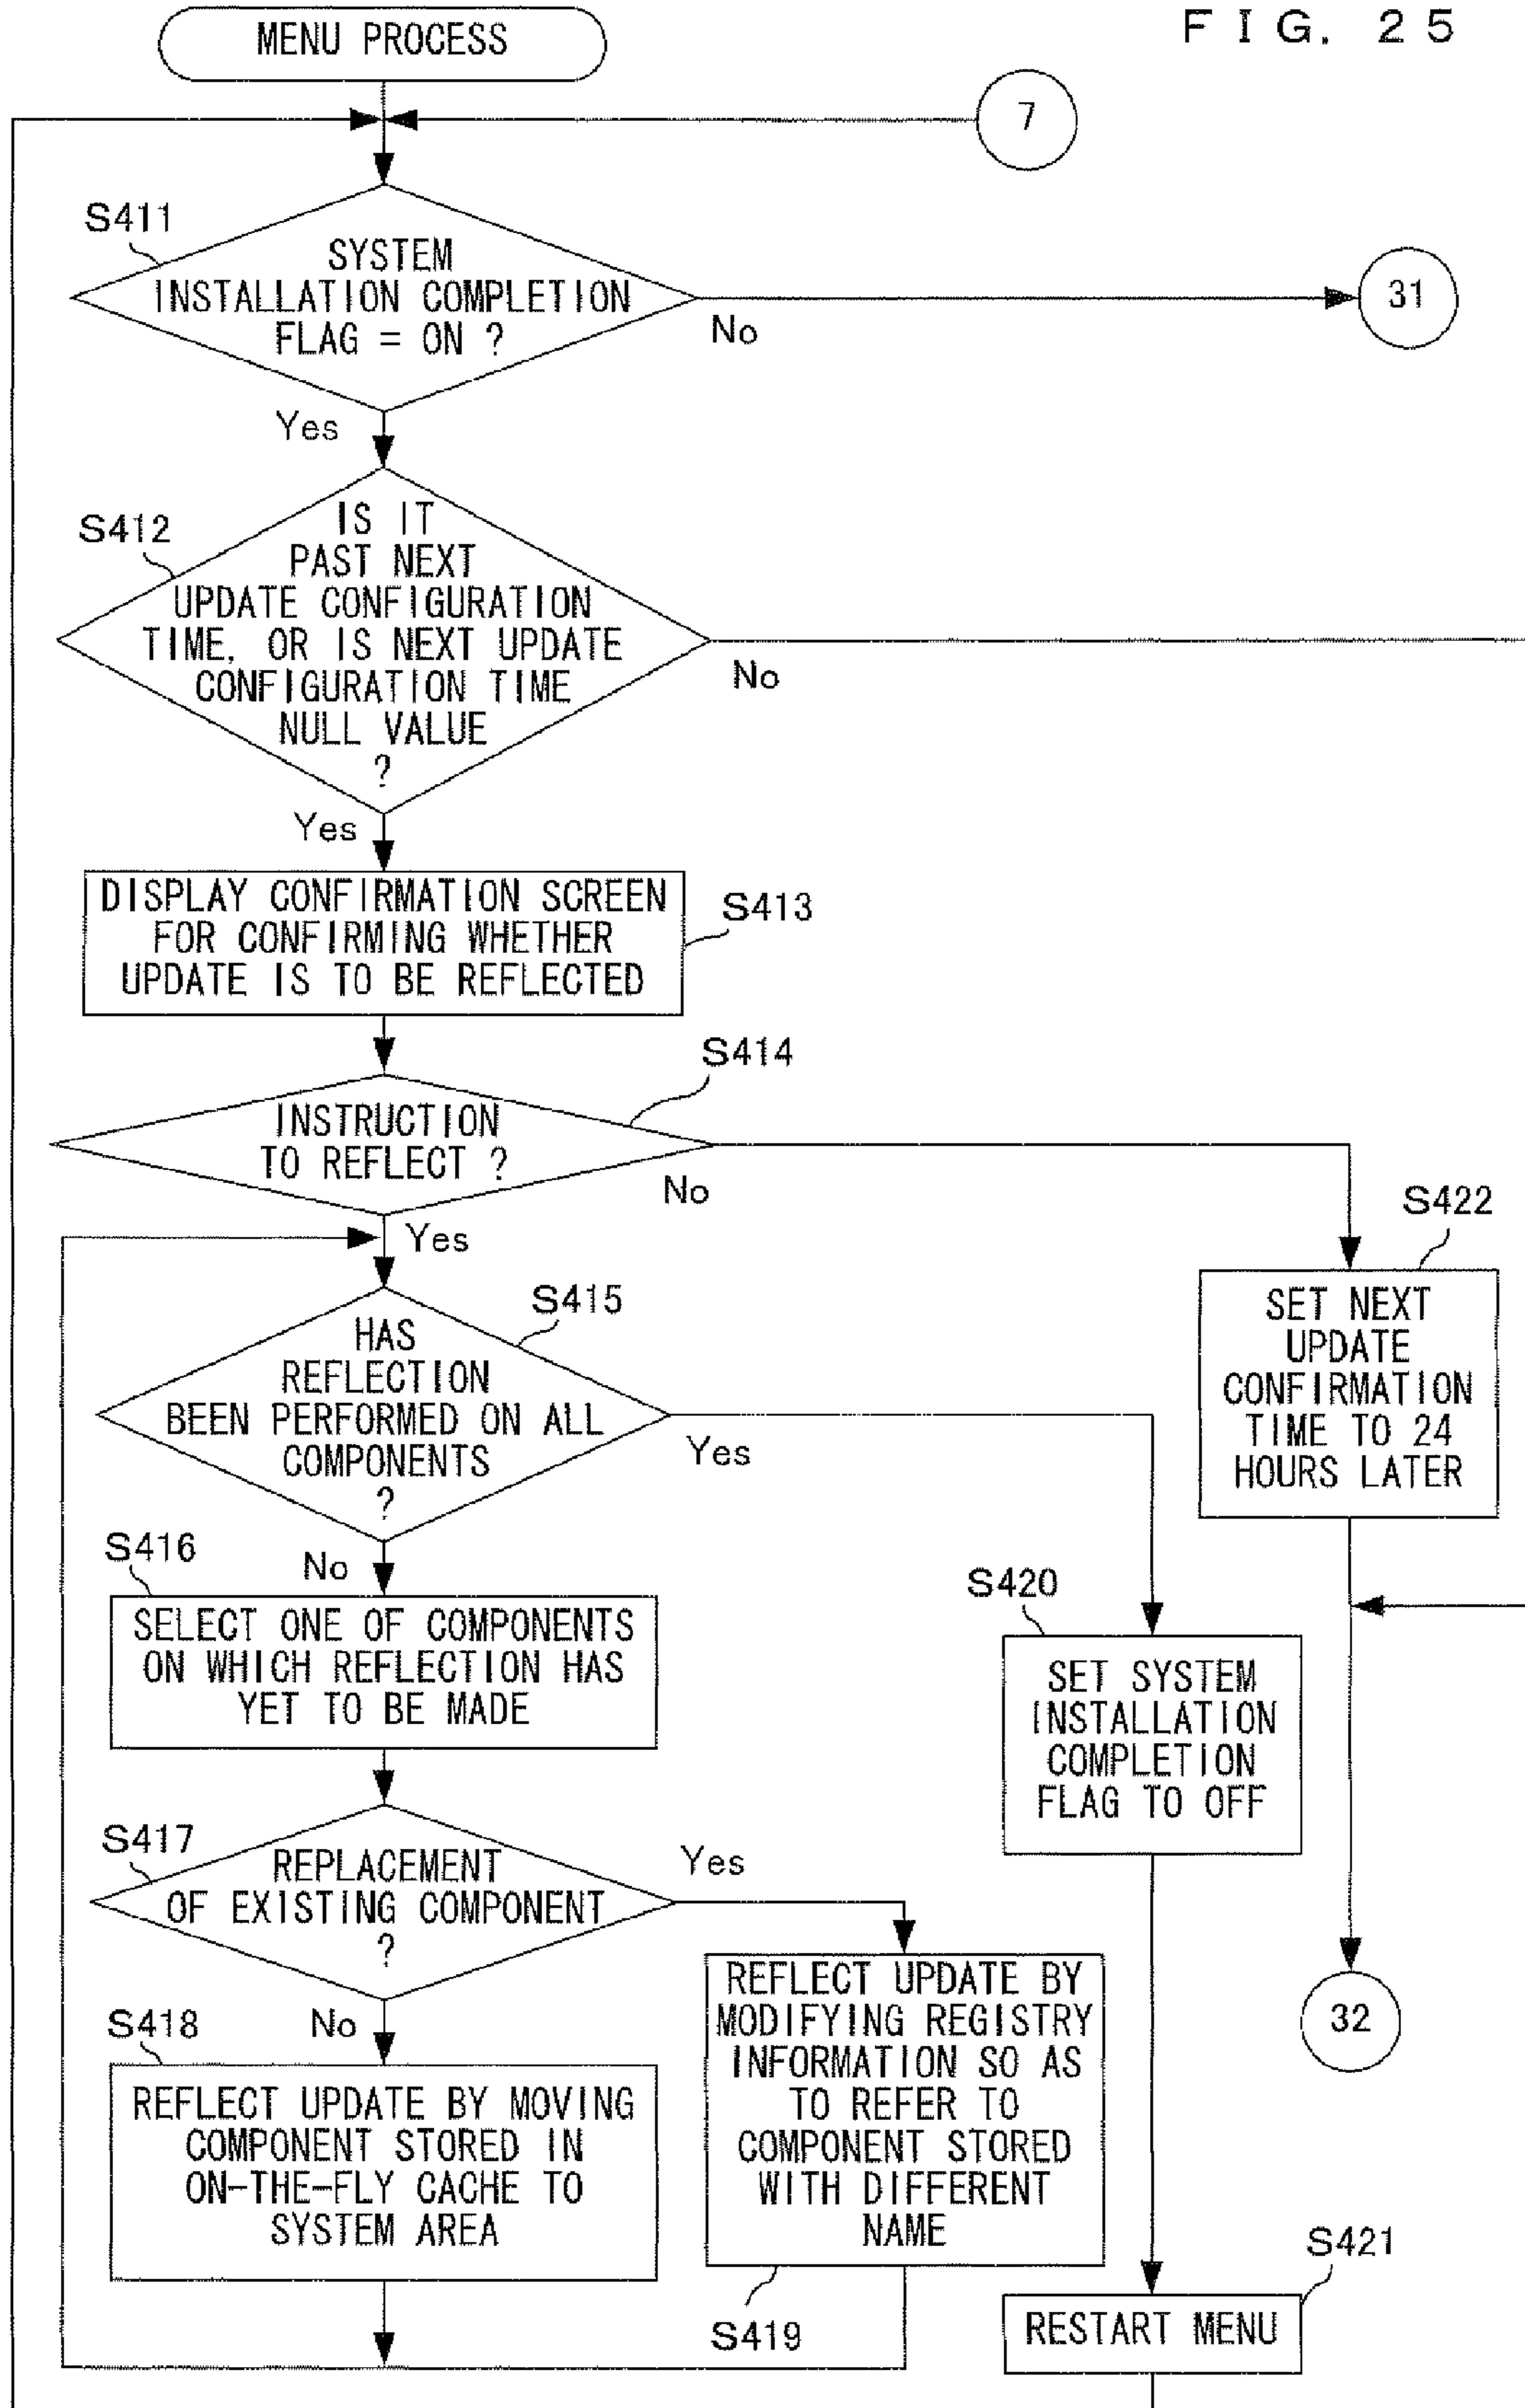 FIG. 25
MENU PROCESS
7
S411
SYSTEM
INSTALLATION COMPLETION
FLAG = ON ?
No
31
Yes
S412
IS IT
PAST NEXT
UPDATE CONFIGURATION
TIME, OR IS NEXT UPDATE
CONFIGURATION TIME
NULL VALUE
?
No
Yes
DISPLAY CONFIRMATION SCREEN
FOR CONFIRMING WHETHER
UPDATE IS TO BE REFLECTED
S413
S414
INSTRUCTION
TO REFLECT ?
No
Yes
S422
SET NEXT
UPDATE
CONFIRMATION
TIME TO 24
HOURS LATER
S415
HAS
REFLECTION
BEEN PERFORMED ON ALL
COMPONENTS
?
Yes
No
S416
SELECT ONE OF COMPONENTS
ON WHICH REFLECTION HAS
YET TO BE MADE
S420
SET SYSTEM
INSTALLATION
COMPLETION
FLAG TO OFF
S417
REPLACEMENT
OF EXISTING COMPONENT
?
Yes
No
S418
REFLECT UPDATE BY MOVING
COMPONENT STORED IN
ON-THE-FLY CACHE TO
SYSTEM AREA
REFLECT UPDATE BY
MODIFYING REGISTRY
INFORMATION SO AS
TO REFER TO
COMPONENT STORED
WITH DIFFERENT
NAME
S419
32
S421
RESTART MENU